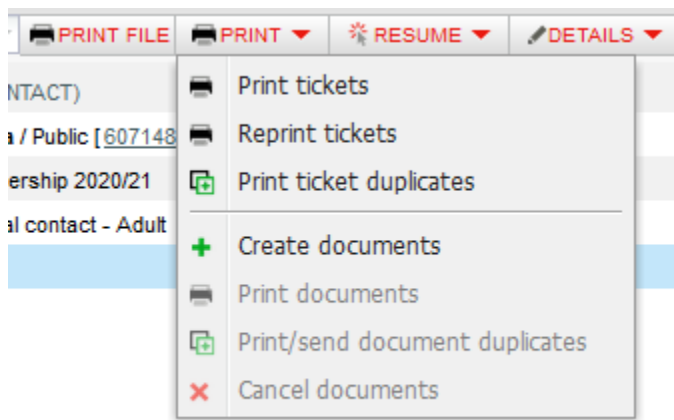 PRINT FILE PRINT RESUME DETAILS
Print tickets
NTACT)
Reprint tickets
a / Public [607148
Print ticket duplicates
ership 2020/21
al contact - Adult
Create documents
Print documents
Print/send document duplicates
Cancel documents